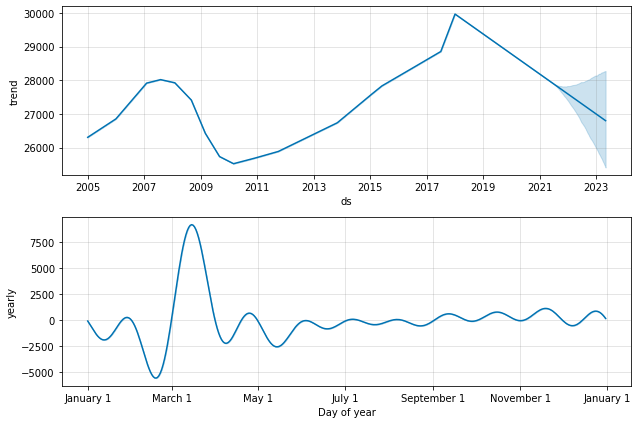 30000
29000
28000
27000
26000
trend
2005 2007 2009 2011 2013 2015 2017 2019 2021 2023
ds
7500
5000
2500
0
−2500
−5000
yearly
January 1 March 1 May 1 July 1 September 1 November 1 January 1
Day of year